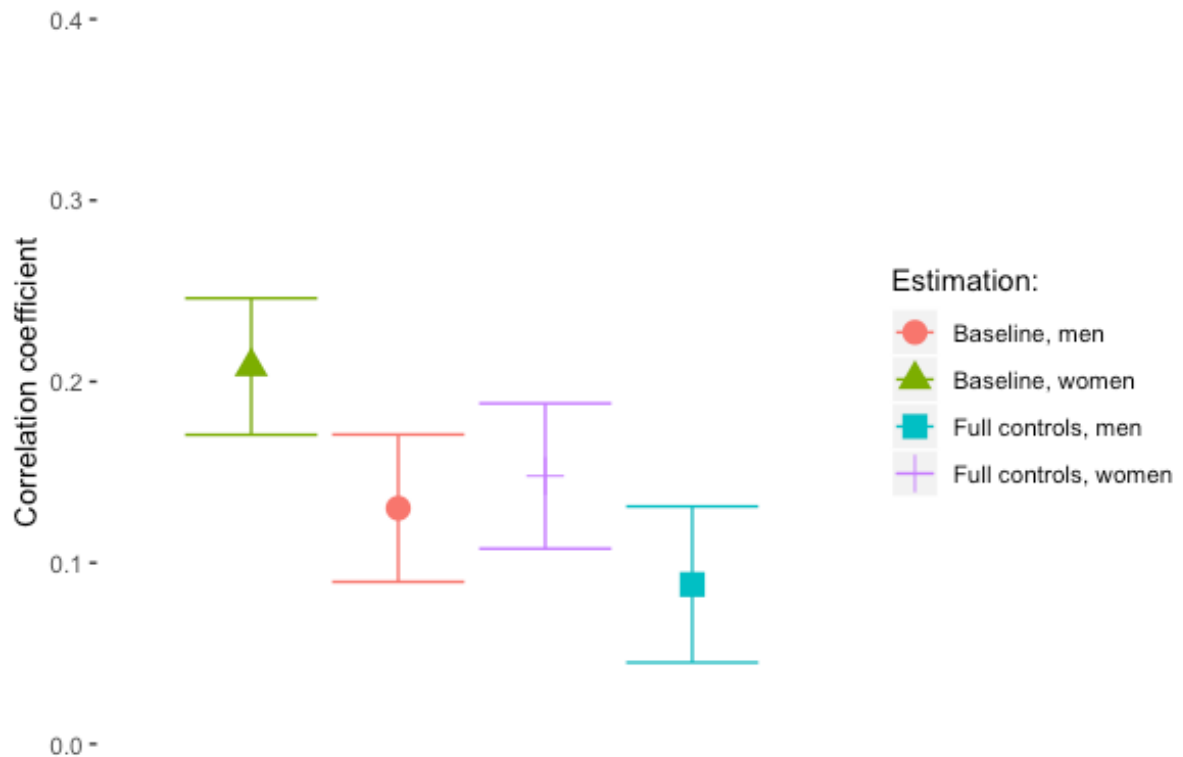 0.4
0.3
0.2
0.1
0.0
Correlation coefficient
Estimation:
Baseline, men
Baseline, women
Full controls, men
Full controls, women